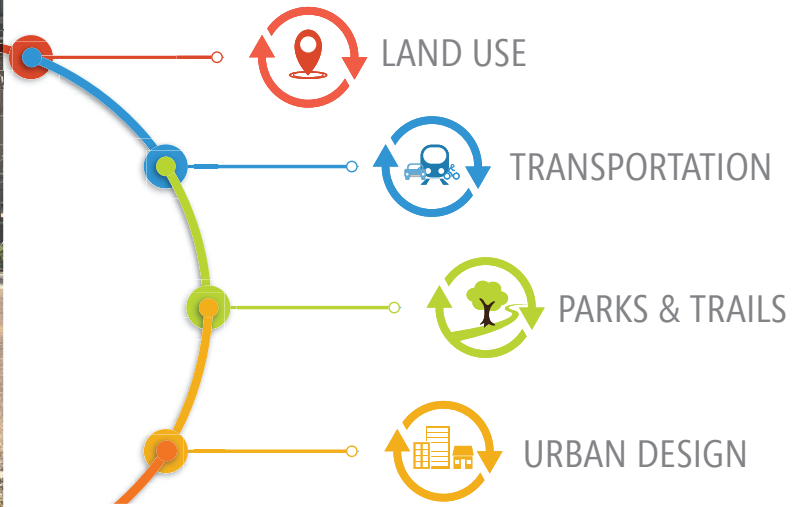 LAND USE
TRANSPORTATION
PARKS & TRAILS
URBAN DESIGN